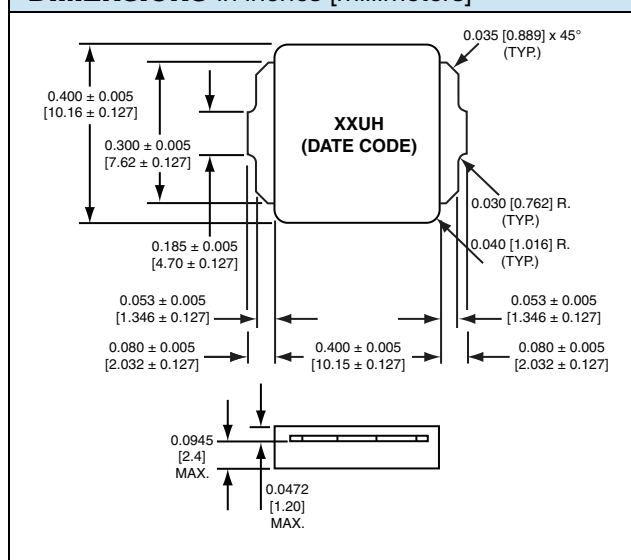 DIMENSIONS in inches [millimeters]
0.035 [0.889] x 45°
(TYP.)
0.400 ± 0.005
[10.16 ± 0.127]
0.300 ± 0.005
[7.62 ± 0.127]
XXUH
(DATE CODE)
0.030 [0.762] R.
(TYP.)
0.185 ± 0.005
[4.70 ± 0.127]
0.040 [1.016] R.
(TYP.)
0.053 ± 0.005
[1.346 ± 0.127]
0.053 ± 0.005
[1.346 ± 0.127]
0.080 ± 0.005
[2.032 ± 0.127]
0.400 ± 0.005
[10.15 ± 0.127]
0.080 ± 0.005
[2.032 ± 0.127]
0.0945
[2.4]
MAX.
0.0472
[1.20]
MAX.